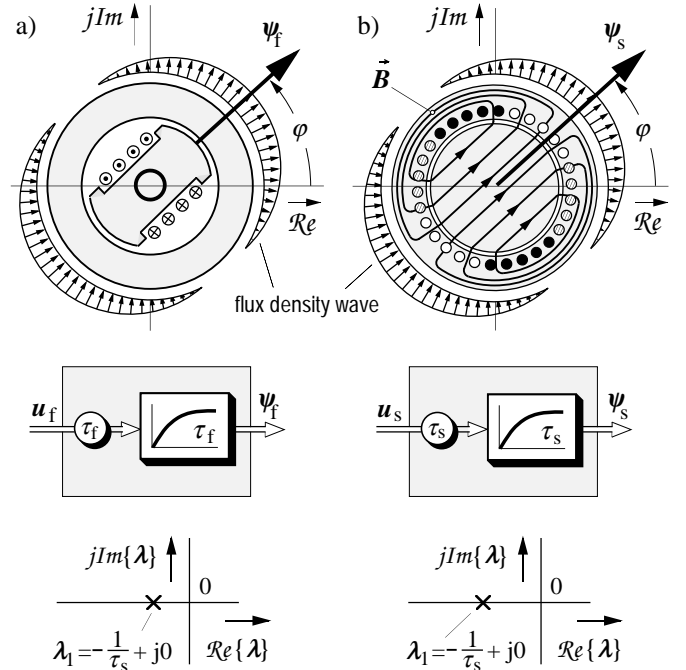 a)
jIm
ψf
φ
Re
b)
jIm
ψs
B
φ
Re
flux density wave
uf
τf
τf
ψf
us
τs
τs
ψs
jIm{λ}
0
λ1=-1/τs+j0
Re{λ}
jIm{λ}
0
λ1=-1/τs+j0
Re{λ}